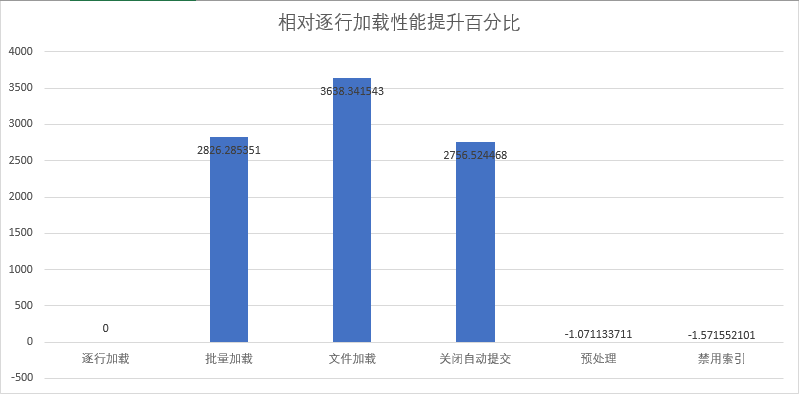 相对逐行加载性能提升百分比
4000
3500
3000
2500
2000
1500
1000
500
0
-500
0
2826.285351
3638.341543
2756.524468
-1.071133711
-1.571552101
逐行加载
批量加载
文件加载
关闭自动提交
预处理
禁用索引